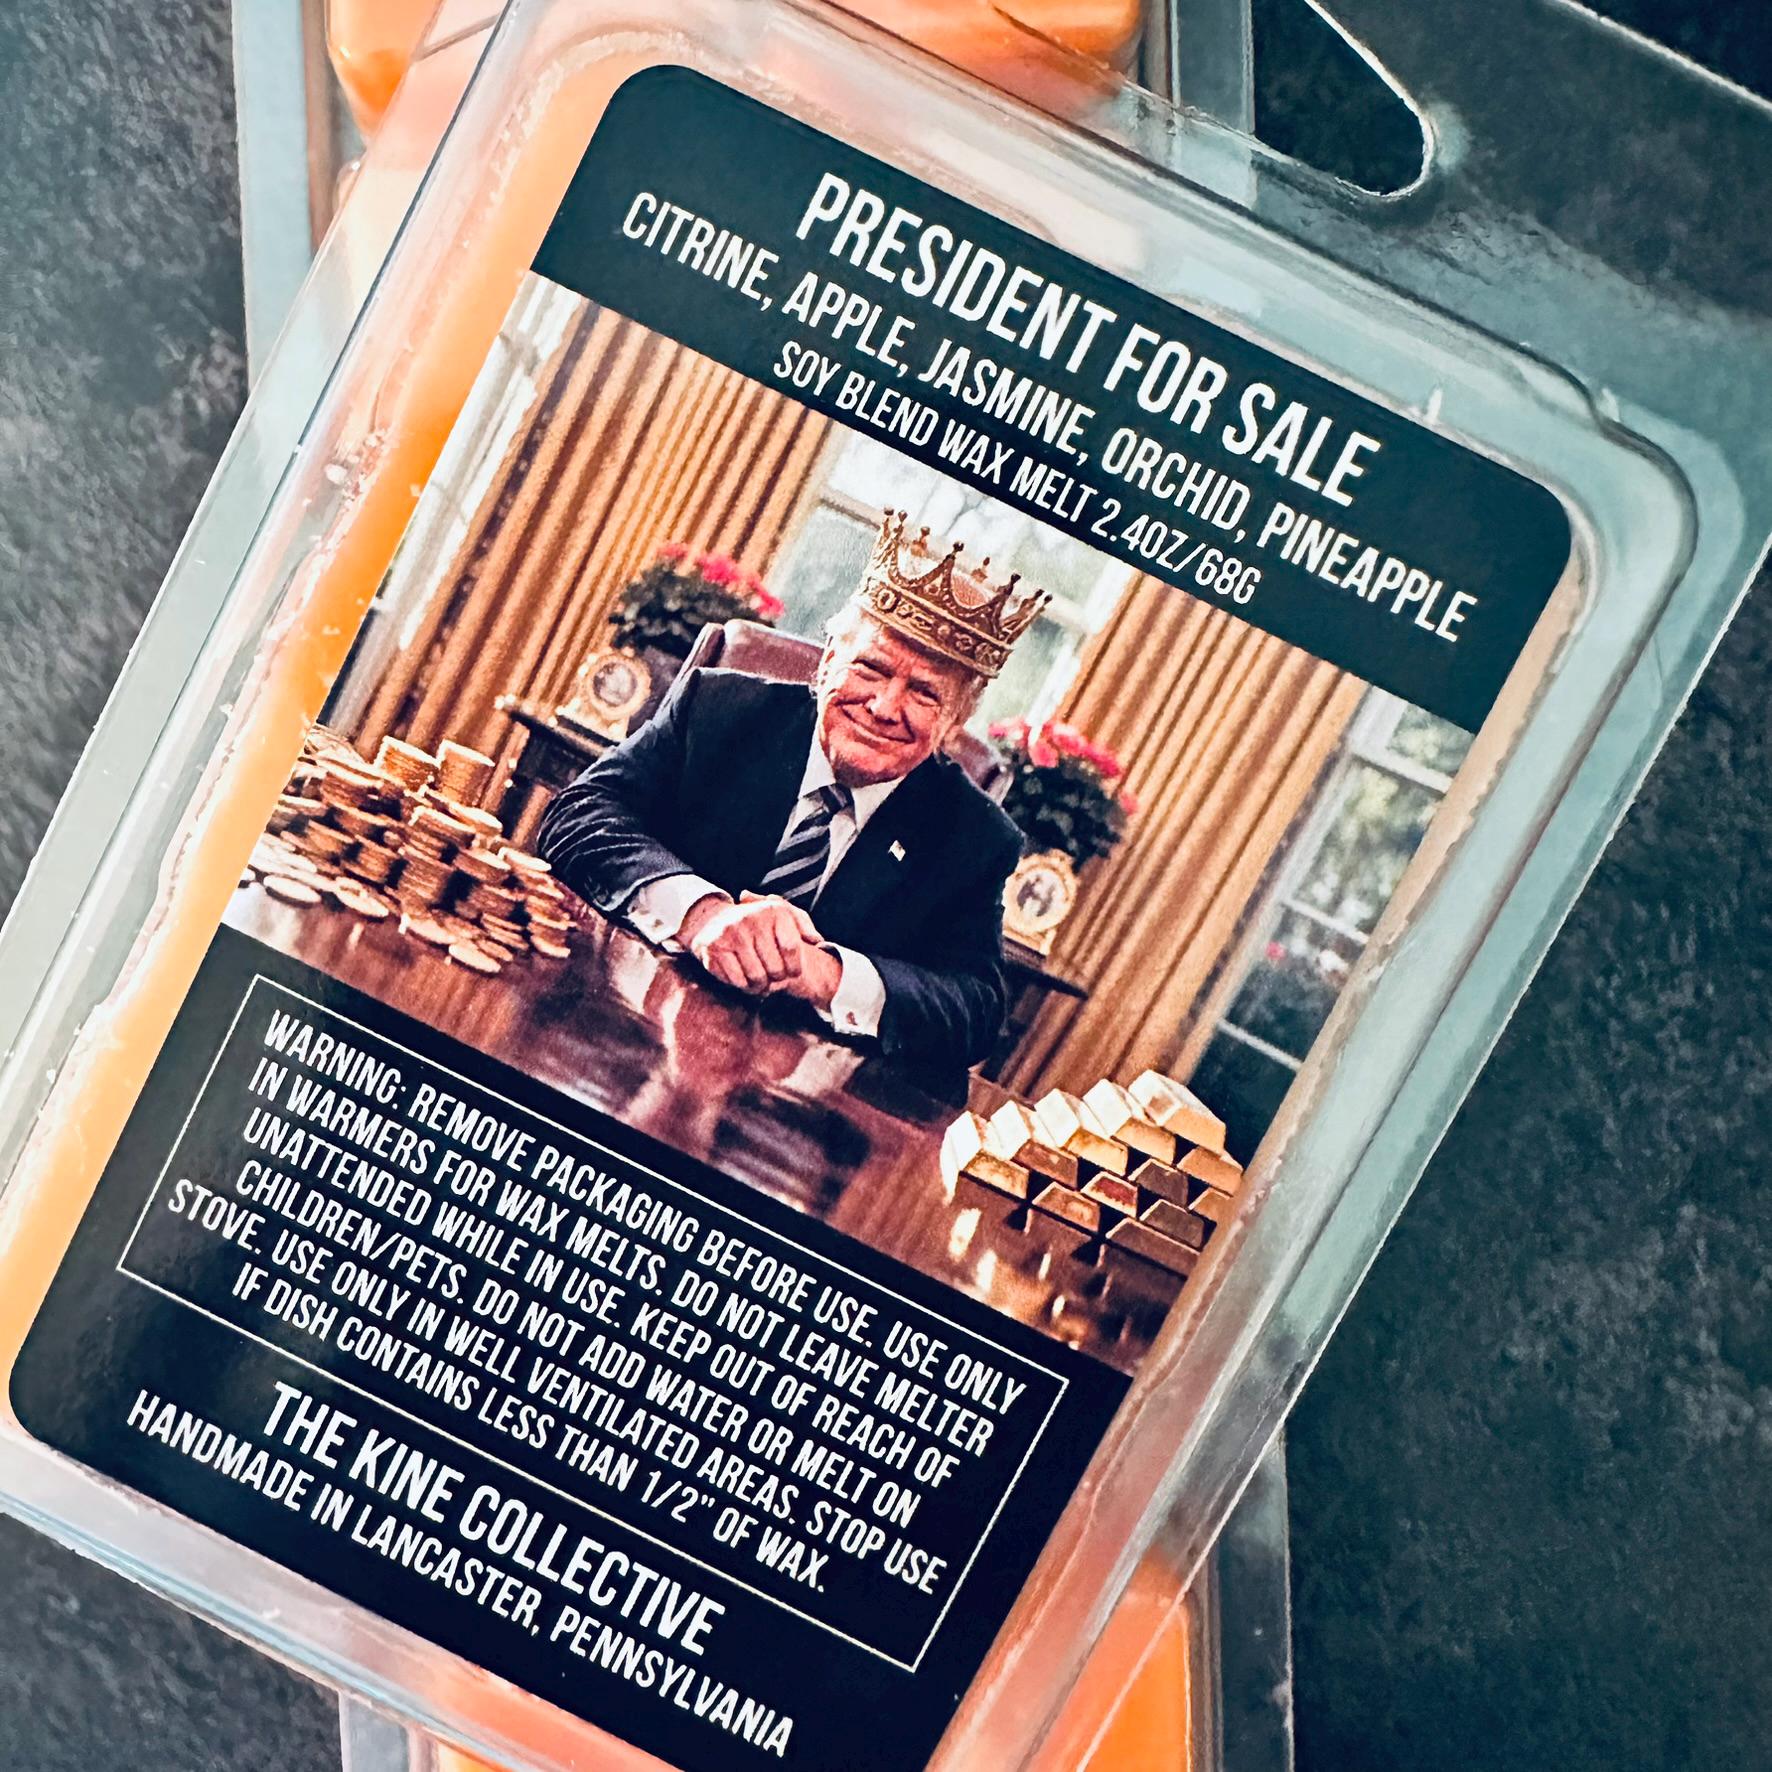 PRESIDENT FOR SALE
CITRINE, APPLE, JASMINE, ORCHID, PINEAPPLE
SOY BLEND WAX MELT 2.4OZ/68G
WARNING: REMOVE PACKAGING BEFORE USE. USE ONLY
IN WARMERS FOR WAX MELTS. DO NOT LEAVE MELTER
UNATTENDED WHILE IN USE. KEEP OUT OF REACH OF
CHILDREN/PETS. DO NOT ADD WATER OR MELT ON
STOVE. USE ONLY IN WELL VENTILATED AREAS. STOP USE
IF DISH CONTAINS LESS THAN 1/2" OF WAX.
THE KINE COLLECTIVE
HANDMADE IN LANCASTER, PENNSYLVANIA